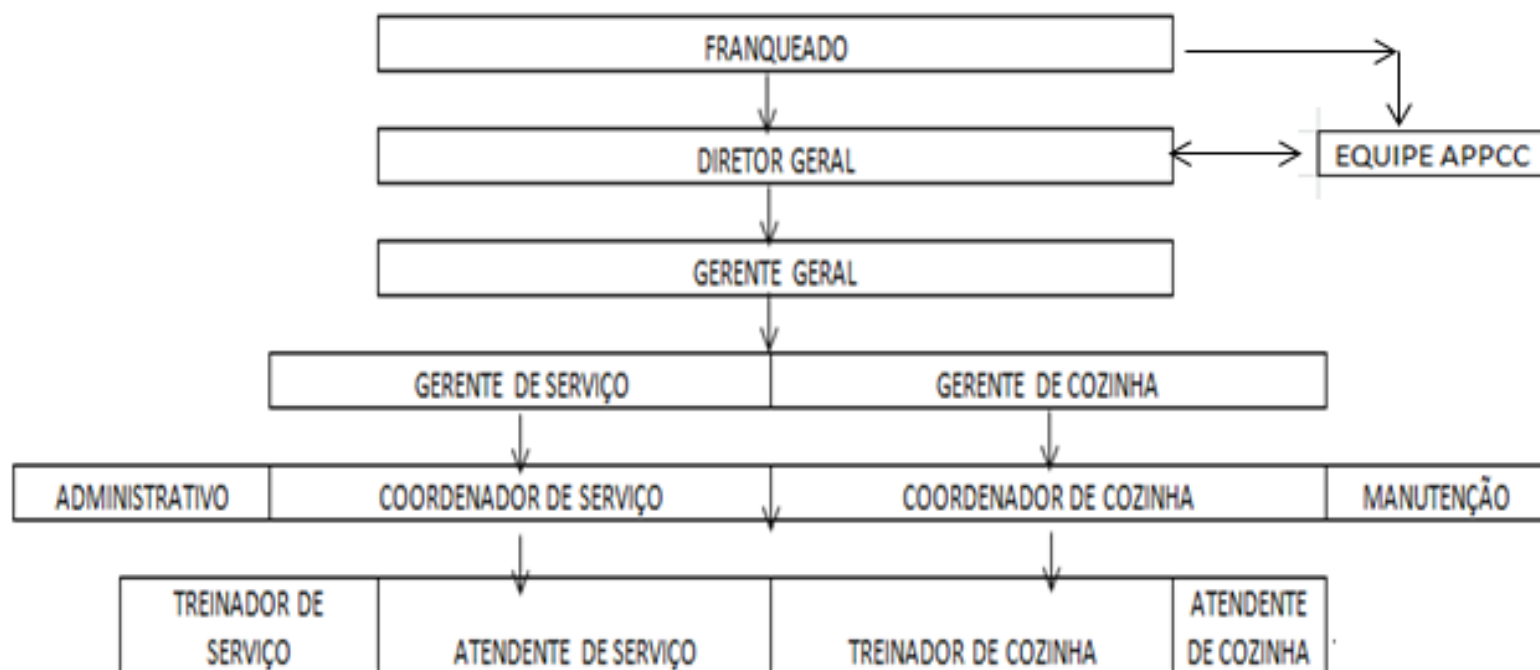 FRANQUEADO
DIRETOR GERAL
EQUIPE APPCC
GERENTE GERAL
GERENTE DE SERVIÇO
GERENTE DE COZINHA
ADMINISTRATIVO
COORDENADOR DE SERVIÇO
COORDENADOR DE COZINHA
MANUTENÇÃO
TREINADOR DE
SERVIÇO
ATENDENTE DE SERVIÇO
TREINADOR DE COZINHA
ATENDENTE
DE COZINHA